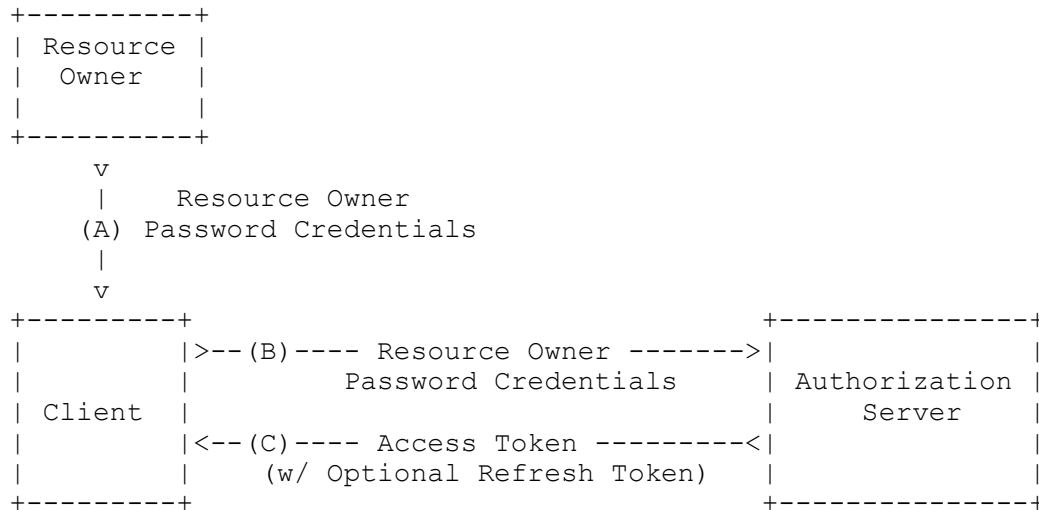 Resource
Owner
v
Resource Owner
(A) Password Credentials
v
>--(B)---- Resource Owner ------->
Password Credentials
Authorization
Client
Server
<--(C)---- Access Token ---------<
(w/ Optional Refresh Token)